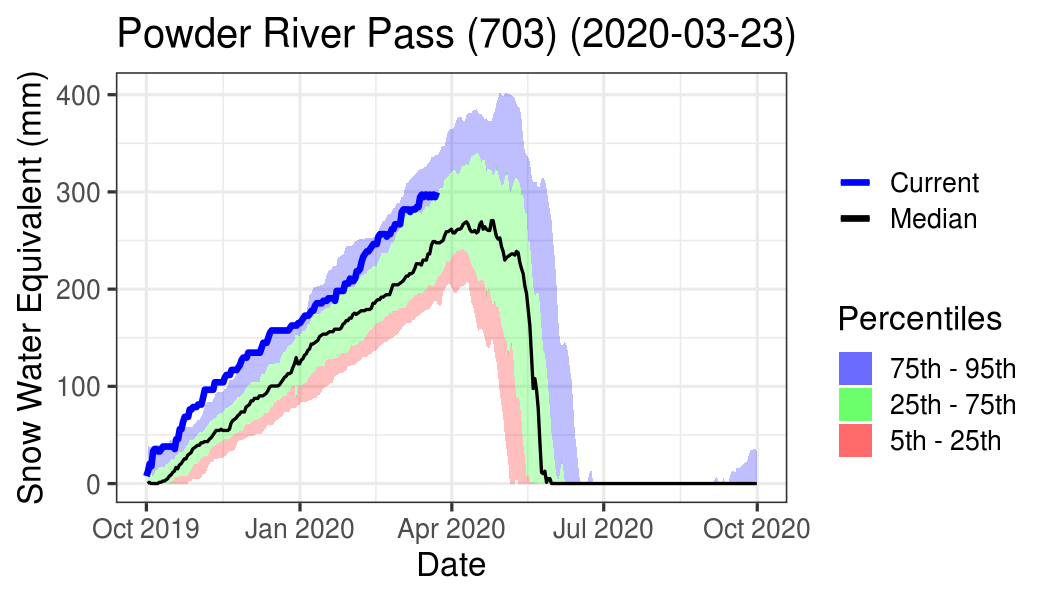 Powder River Pass (703) (2020-03-23)
Snow Water Equivalent (mm)
400
300
200
100
0
Oct 2019
Jan 2020
Apr 2020
Jul 2020
Oct 2020
Date
Current
Median
Percentiles
75th - 95th
25th - 75th
5th - 25th